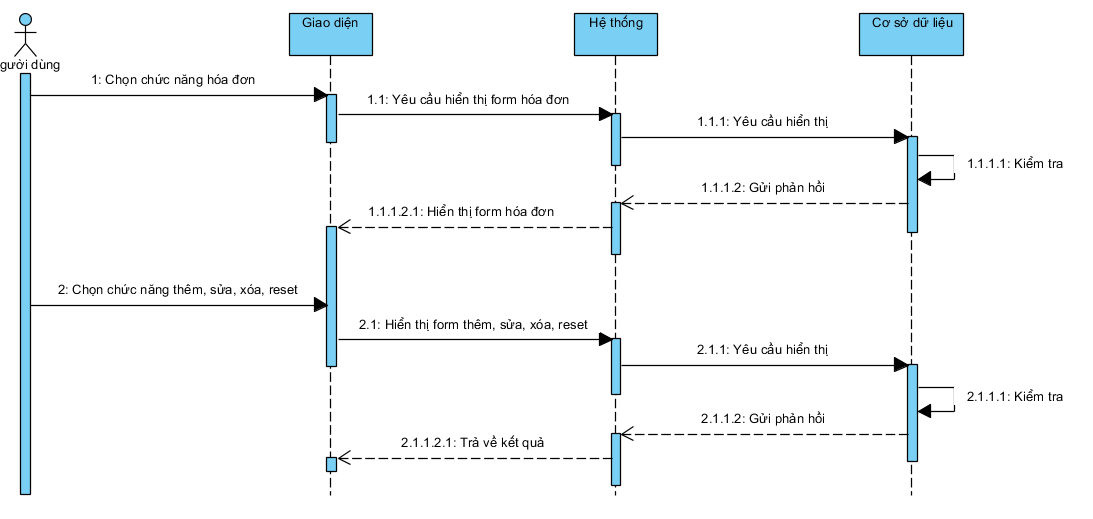 Giao diện
Hệ thống
Cơ sở dữ liệu
gười dùng
1: Chọn chức năng hóa đơn
1.1: Yêu cầu hiển thị form hóa đơn
1.1.1: Yêu cầu hiển thị
1.1.1.1: Kiểm tra
1.1.1.2: Gửi phản hồi
1.1.1.2.1: Hiển thị form hóa đơn
2: Chọn chức năng thêm, sửa, xóa, reset
2.1: Hiển thị form thêm, sửa, xóa, reset
2.1.1: Yêu cầu hiển thị
2.1.1.1: Kiểm tra
2.1.1.2: Gửi phản hồi
2.1.1.2.1: Trả về kết quả